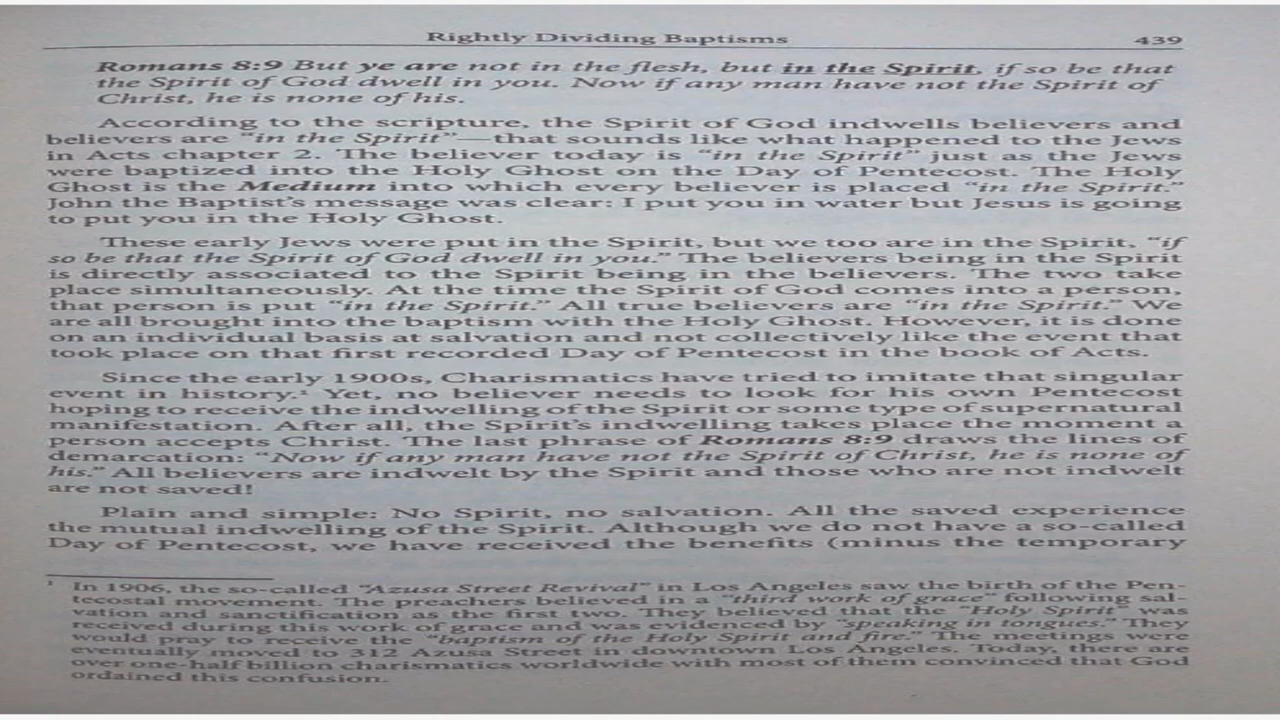 Rightly Dividing Baptisms 439
Romans 8:9 But ye are not in the flesh, but in the Spirit, if so be that
the Spirit of God dwell in you. Now if any man have not the Spirit of
Christ, he is none of his.
According to the scripture, the Spirit of God indwells believers and
believers are "in the Spirit"—that sounds like what happened to the Jews
in Acts chapter 2. The believer today is "in the Spirit" just as the Jews
were baptized into the Holy Ghost on the Day of Pentecost. The Holy
Ghost is the Medium into which every believer is placed "in the Spirit."
John the Baptist's message was clear: I put you in water but Jesus is going
to put you in the Holy Ghost.
These early Jews were put in the Spirit, but we too are in the Spirit, "if
so be that the Spirit of God dwell in you." The believers being in the Spirit
is directly associated to the Spirit being in the believers. The two take
place simultaneously. At the time the Spirit of God comes into a person,
that person is put "in the Spirit." All true believers are "in the Spirit." We
are all brought into the baptism with the Holy Ghost. However, it is done
on an individual basis at salvation and not collectively like the event that
took place on that first recorded Day of Pentecost in the book of Acts.
Since the early 1900s, Charismatics have tried to imitate that singular
event in history.¹ Yet, no believer needs to look for his own Pentecost
hoping to receive the indwelling of the Spirit or some type of supernatural
manifestation. After all, the Spirit's indwelling takes place the moment a
person accepts Christ. The last phrase of Romans 8:9 draws the lines of
demarcation: "Now if any man have not the Spirit of Christ, he is none of
his." All believers are indwelt by the Spirit and those who are not indwelt
are not saved!
Plain and simple: No Spirit, no salvation. All the saved experience
the mutual indwelling of the Spirit. Although we do not have a so-called
Day of Pentecost, we have received the benefits (minus the temporary
¹ In 1906, the so-called "Azusa Street Revival" in Los Angeles saw the birth of the Pen-
tecostal movement. The preachers believed in a "third work of grace" following sal-
vation and sanctification as the first two. They believed that the "Holy Spirit" was
received during this work of grace and was evidenced by "speaking in tongues." They
would pray to receive the "baptism of the Holy Spirit and fire." The meetings were
eventually moved to 312 Azusa Street in downtown Los Angeles. Today, there are
over one-half billion charismatics worldwide with most of them convinced that God
ordained this confusion.